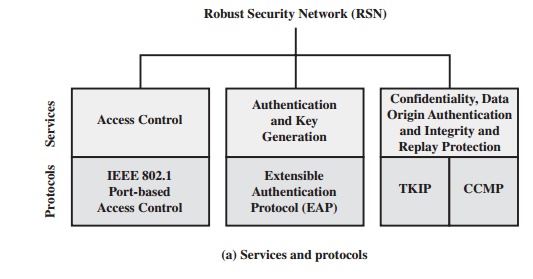 Robust Security Network (RSN)
Services
Access Control
Authentication
and Key
Generation
Confidentiality, Data
Origin Authentication
and Integrity and
Replay Protection
Protocols
IEEE 802.1
Port-based
Access Control
Extensible
Authentication
Protocol (EAP)
TKIP
CCMP
(a) Services and protocols